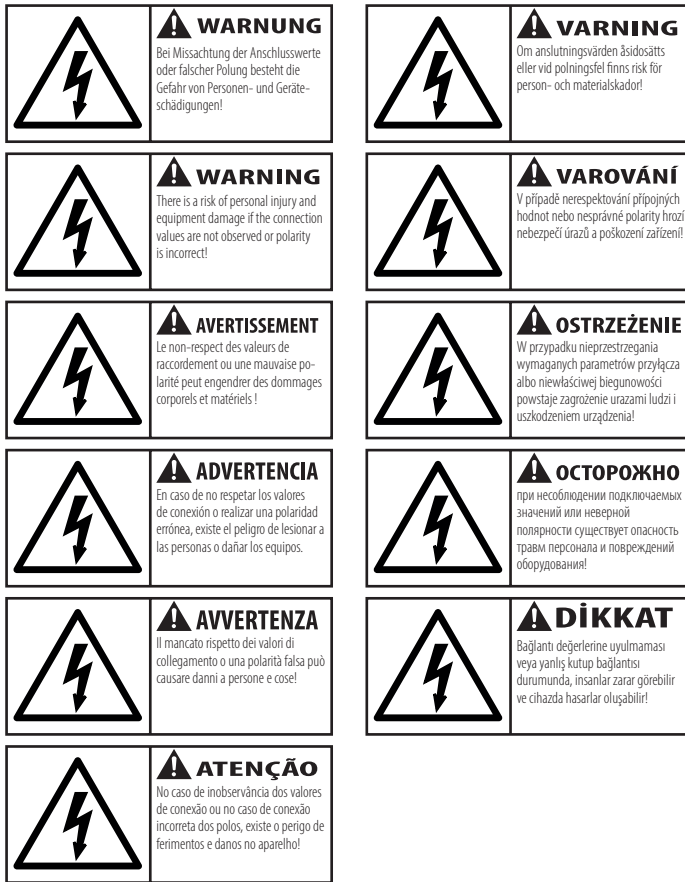 WARNUNG
Bei Missachtung der Anschlusswerte
oder falscher Polung besteht die
Gefahr von Personen- und Geräte-
schädigungen!
WARNING
There is a risk of personal injury and
equipment damage if the connection
values are not observed or polarity
is incorrect!
AVERTISSEMENT
Le non-respect des valeurs de
raccordement ou une mauvaise po-
larité peut engendrer des dommages
corporels et matériels !
ADVERTENCIA
En caso de no respetar los valores
de conexión o realizar una polaridad
errónea, existe el peligro de lesionar a
las personas o dañar los equipos.
AVVERTENZA
Il mancato rispetto dei valori di
collegamento o una polarità falsa può
causare danni a persone e cose!
ATENÇÃO
No caso de inobservância dos valores
de conexão ou no caso de conexão
incorreta dos polos, existe o perigo de
ferimentos e danos no aparelho!
VARNING
Om anslutningsvärden åsidosätts
eller vid polningsfel finns risk för
person- och materialskador!
VAROVÁNÍ
V případě nerespektování přípojných
hodnot nebo nesprávné polarity hrozí
nebezpečí úrazů a poškození zařízení!
OSTRZEŻENIE
W przypadku nieprzestrzegania
wymaganych parametrów przyłącza
albo niewłaściwej biegunowości
powstaje zagrożenie urazami ludzi i
uszkodzeniem urządzenia!
ОСТОРОЖНО
при несоблюдении подключаемых
значений или неверной
полярности существует опасность
травм персонала и повреждений
оборудования!
DİKKAT
Bağlantı değerlerine uyulmaması
veya yanlış kutup bağlantısı
durumunda, insanlar zarar görebilir
ve cihazda hasarlar oluşabilir!